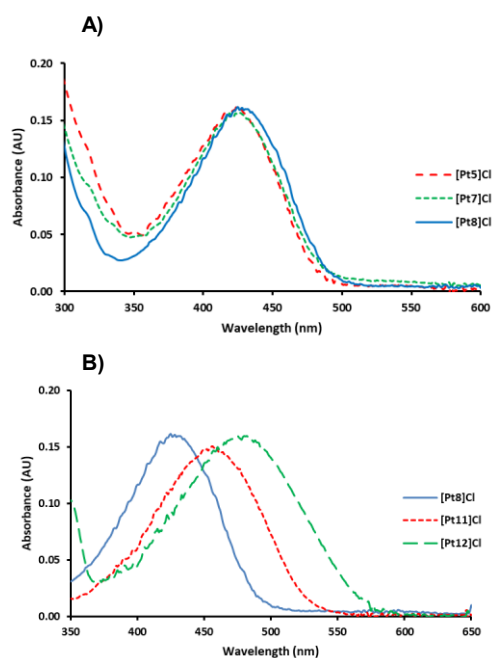 A)
0.20
0.15
0.10
0.05
0.00
Absorbance (AU)
300 350 400 450 500 550 600
Wavelength (nm)
[Pt5]Cl
[Pt7]Cl
[Pt8]Cl
B)
0.20
0.15
0.10
0.05
0.00
Absorbance (AU)
350 400 450 500 550 600 650
Wavelength (nm)
[Pt8]Cl
[Pt11]Cl
[Pt12]Cl